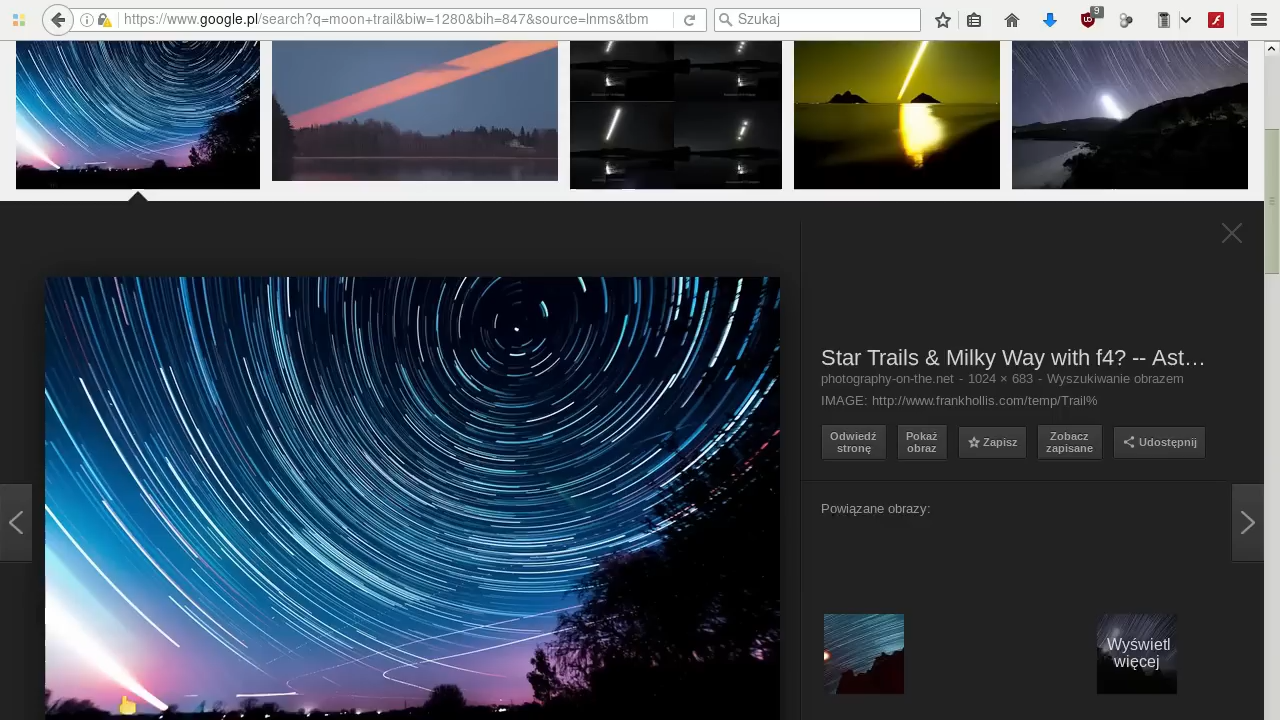 https://www.google.pl/search?q=moon+trail&biw=1280&bih=847&source=lnms&tbm
Szukaj
9
Star Trails & Milky Way with f4? -- Ast…
photography-on-the.net - 1024 × 683 - Wyszukiwanie obrazem
IMAGE: http://www.frankhollis.com/temp/Trail%
Odwiedź stronę
Pokaż obraz
Zapisz
Zobacz zapisane
Udostępnij
Powiązane obrazy:
Wyświetl
więcej